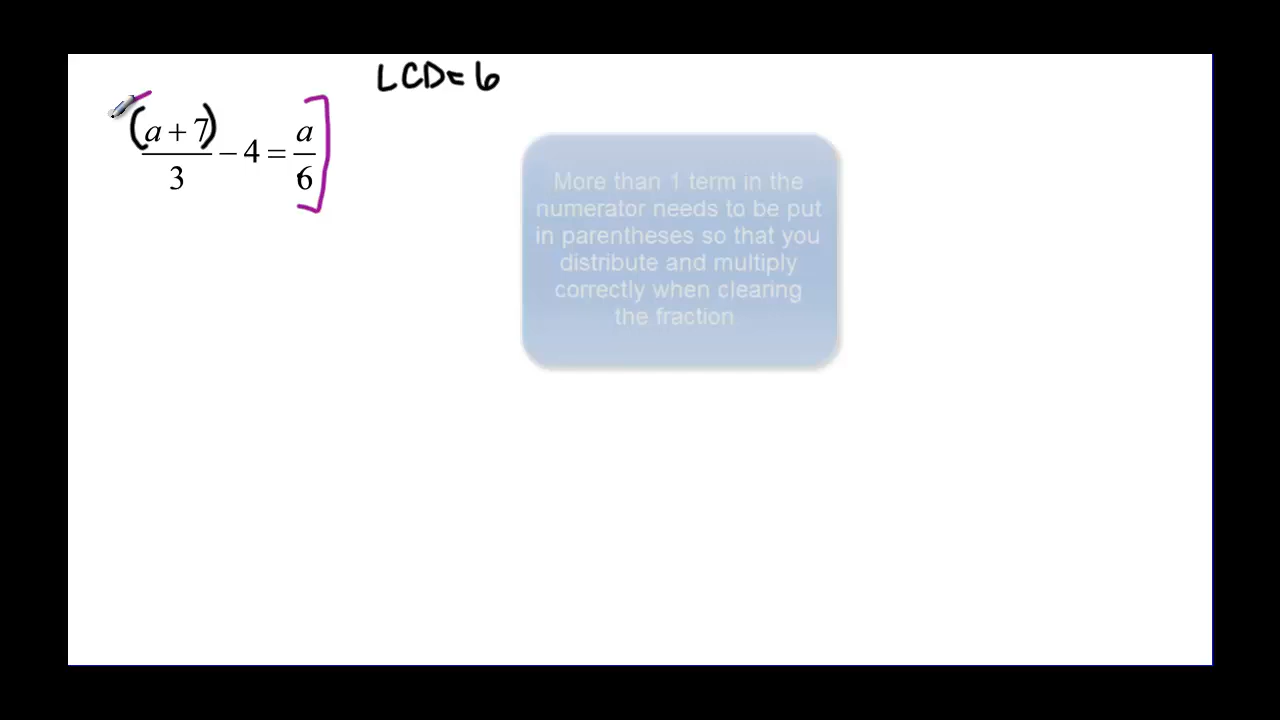 LCD = 6
(a + 7)/3 − 4 = a/6 ]
More than 1 term in the
numerator needs to be put
in parentheses so that you
distribute and multiply
correctly when clearing
the fraction